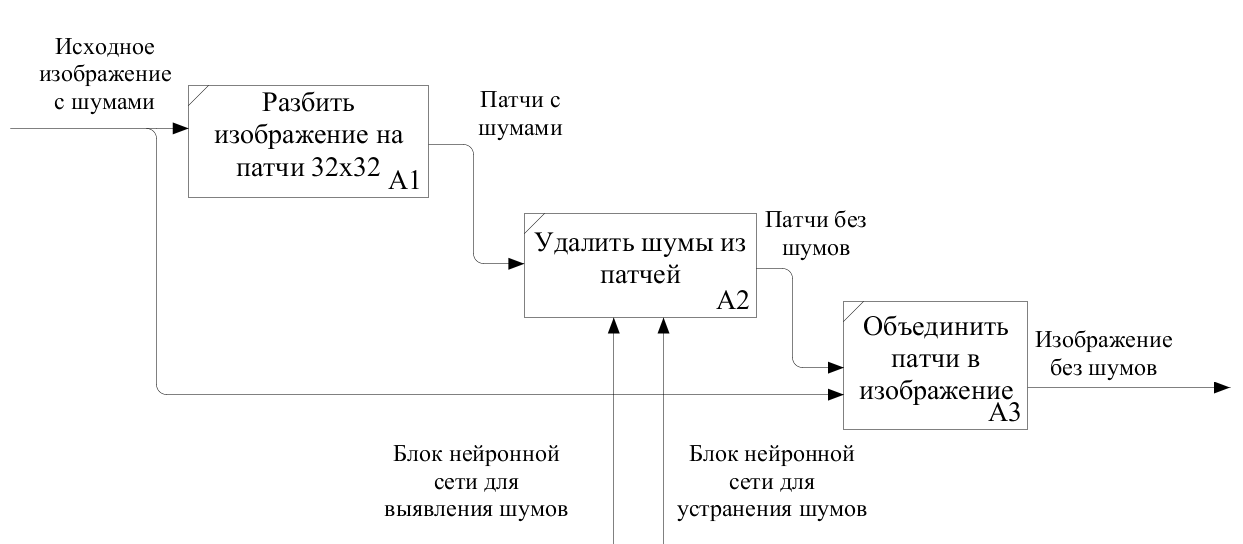 Исходное
изображение
с шумами
Разбить
изображение на
патчи 32x32
A1
Патчи с
шумами
Удалить шумы из
патчей
A2
Патчи без
шумов
Объединить
патчи в
изображение
A3
Изображение
без шумов
Блок нейронной
сети для
выявления шумов
Блок нейронной
сети для
устранения шумов